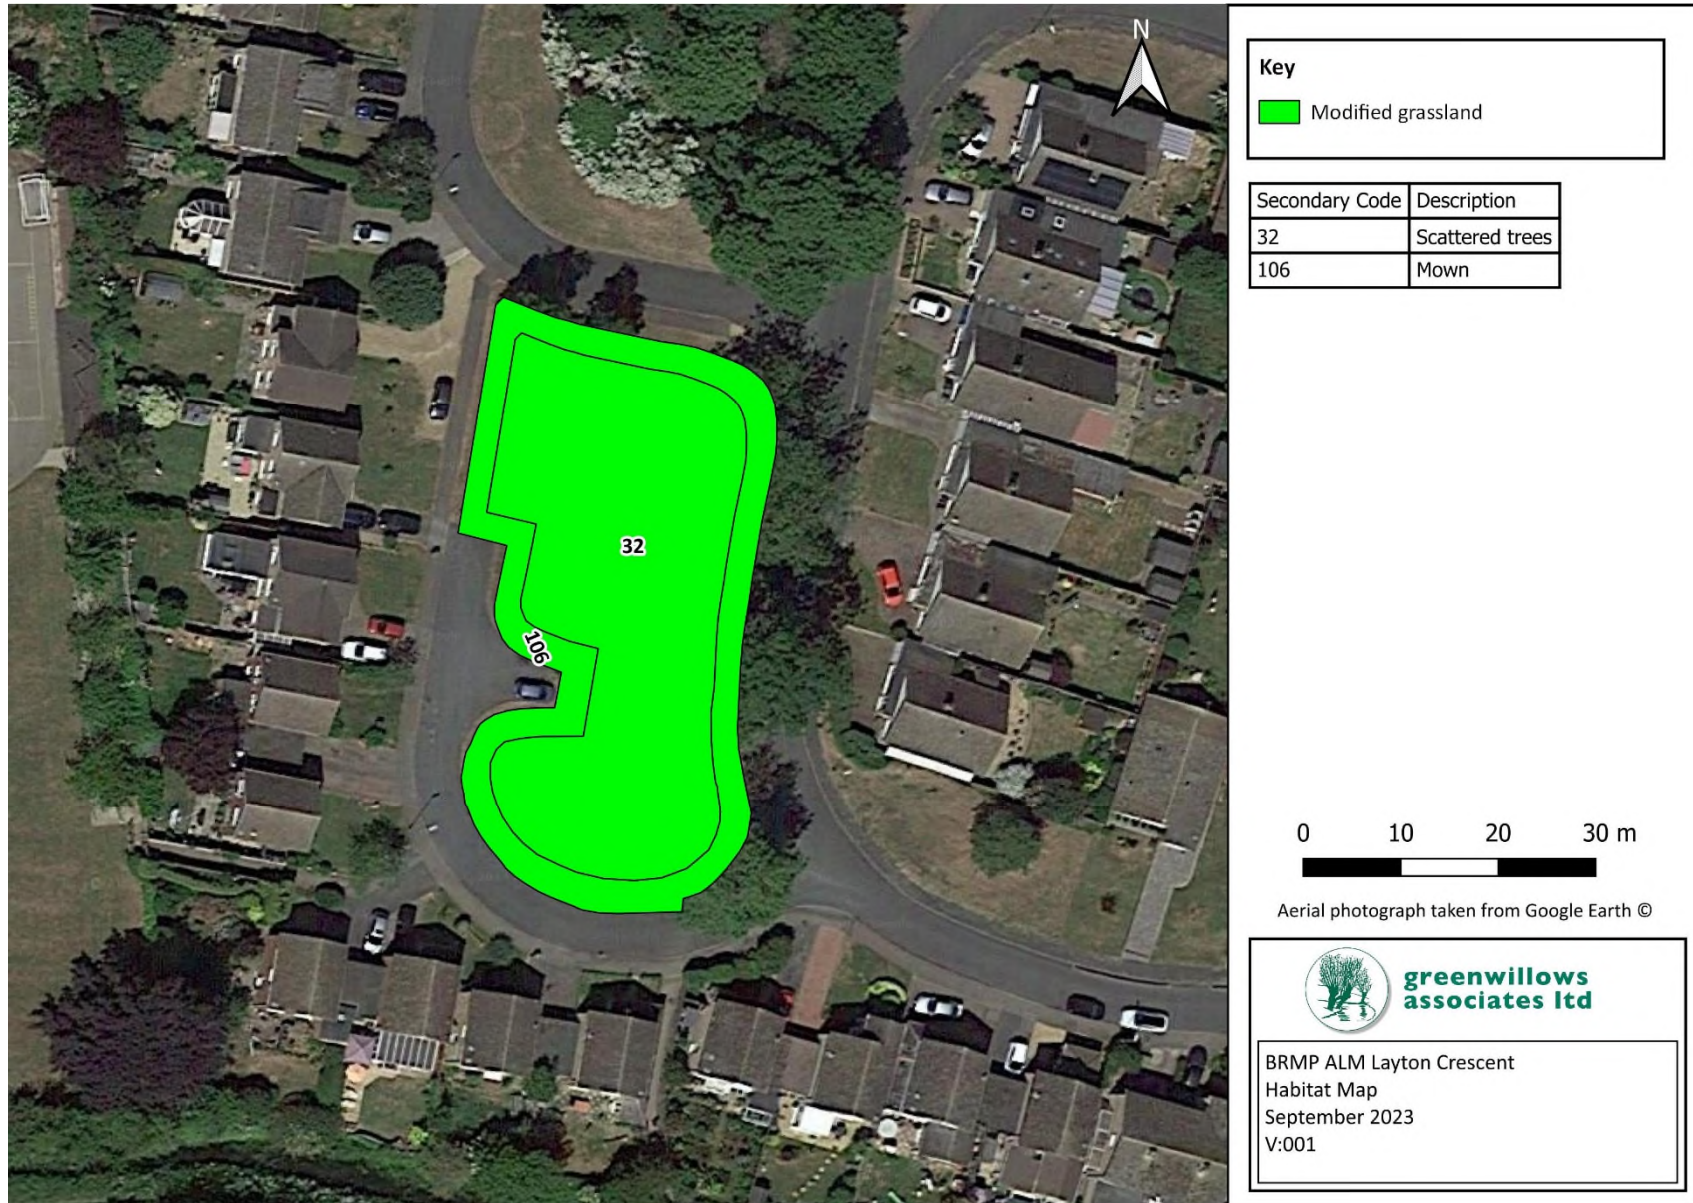 N
32
106
Key
Modified grassland
Secondary Code Description
32 Scattered trees
106 Mown
0 10 20 30 m
Aerial photograph taken from Google Earth ©
greenwillows
associates ltd
BRMP ALM Layton Crescent
Habitat Map
September 2023
V:001